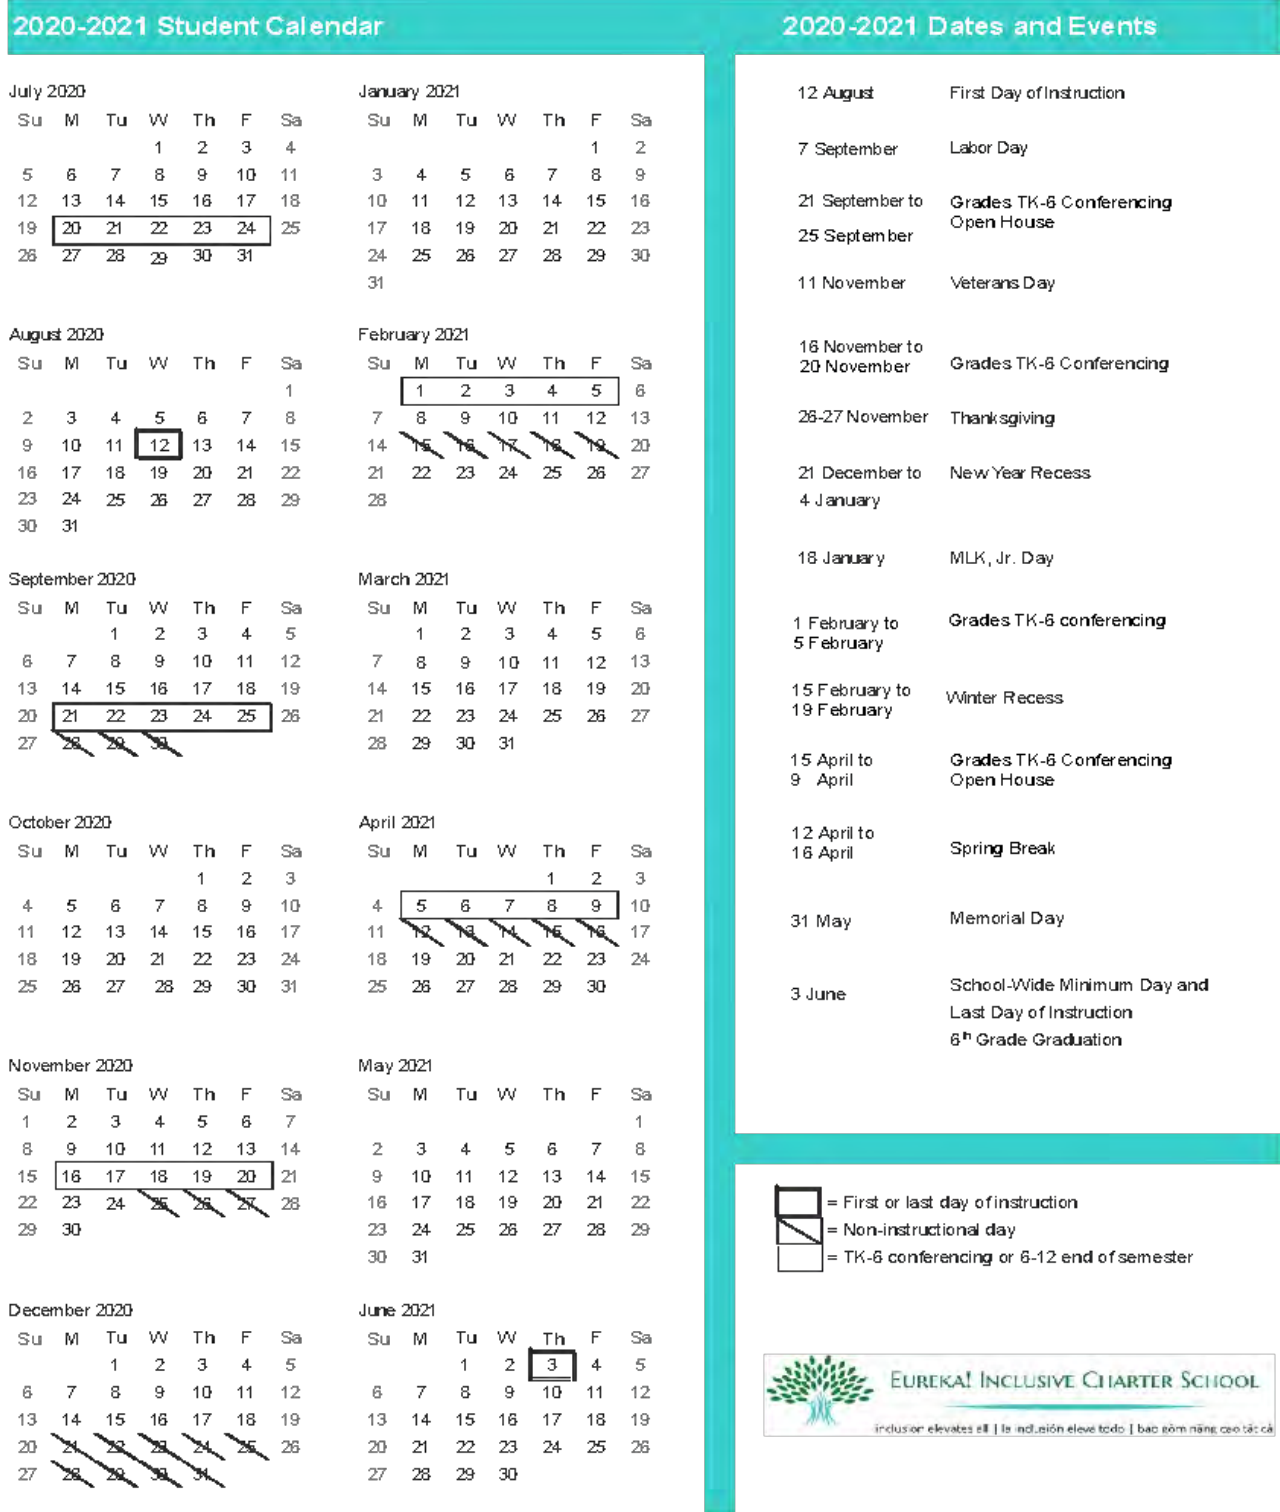 2020-2021 Student Calendar
July 2020
Su M Tu W Th F Sa
1 2 3 4
5 6 7 8 9 10 11
12 13 14 15 16 17 18
19 20 21 22 23 24 25
26 27 28 29 30 31
August 2020
Su M Tu W Th F Sa
1
2 3 4 5 6 7 8
9 10 11 12 13 14 15
16 17 18 19 20 21 22
23 24 25 26 27 28 29
30 31
September 2020
Su M Tu W Th F Sa
1 2 3 4 5
6 7 8 9 10 11 12
13 14 15 16 17 18 19
20 21 22 23 24 25 26
27 28 29 30
October 2020
Su M Tu W Th F Sa
1 2 3
4 5 6 7 8 9 10
11 12 13 14 15 16 17
18 19 20 21 22 23 24
25 26 27 28 29 30 31
November 2020
Su M Tu W Th F Sa
1 2 3 4 5 6 7
8 9 10 11 12 13 14
15 16 17 18 19 20 21
22 23 24 25 26 27 28
29 30
December 2020
Su M Tu W Th F Sa
1 2 3 4 5
6 7 8 9 10 11 12
13 14 15 16 17 18 19
20 21 22 23 24 25 26
27 28 29 30 31
January 2021
Su M Tu W Th F Sa
1 2
3 4 5 6 7 8 9
10 11 12 13 14 15 16
17 18 19 20 21 22 23
24 25 26 27 28 29 30
31
February 2021
Su M Tu W Th F Sa
1 2 3 4 5 6
7 8 9 10 11 12 13
14 15 16 17 18 19 20
21 22 23 24 25 26 27
28
March 2021
Su M Tu W Th F Sa
1 2 3 4 5 6
7 8 9 10 11 12 13
14 15 16 17 18 19 20
21 22 23 24 25 26 27
28 29 30 31
April 2021
Su M Tu W Th F Sa
1 2 3
4 5 6 7 8 9 10
11 12 13 14 15 16 17
18 19 20 21 22 23 24
25 26 27 28 29 30
May 2021
Su M Tu W Th F Sa
1
2 3 4 5 6 7 8
9 10 11 12 13 14 15
16 17 18 19 20 21 22
23 24 25 26 27 28 29
30 31
June 2021
Su M Tu W Th F Sa
1 2 3 4 5
6 7 8 9 10 11 12
13 14 15 16 17 18 19
20 21 22 23 24 25 26
27 28 29 30
2020-2021 Dates and Events
12 August First Day of Instruction
7 September Labor Day
21 September to Grades TK-6 Conferencing
25 September Open House
11 November Veterans Day
16 November to
20 November Grades TK-6 Conferencing
26-27 November Thanksgiving
21 December to New Year Recess
4 January
18 January MLK, Jr. Day
1 February to Grades TK-6 conferencing
5 February
15 February to Winter Recess
19 February
15 April to Grades TK-6 Conferencing
9 April Open House
12 April to
16 April Spring Break
31 May Memorial Day
3 June School-Wide Minimum Day and
Last Day of Instruction
6th Grade Graduation
= First or last day of instruction
= Non-instructional day
= TK-6 conferencing or 6-12 end of semester
EUREKA! INCLUSIVE CHARTER SCHOOL
inclusion elevates all | la inclusión eleva todo | bao gồm nâng cao tất cả